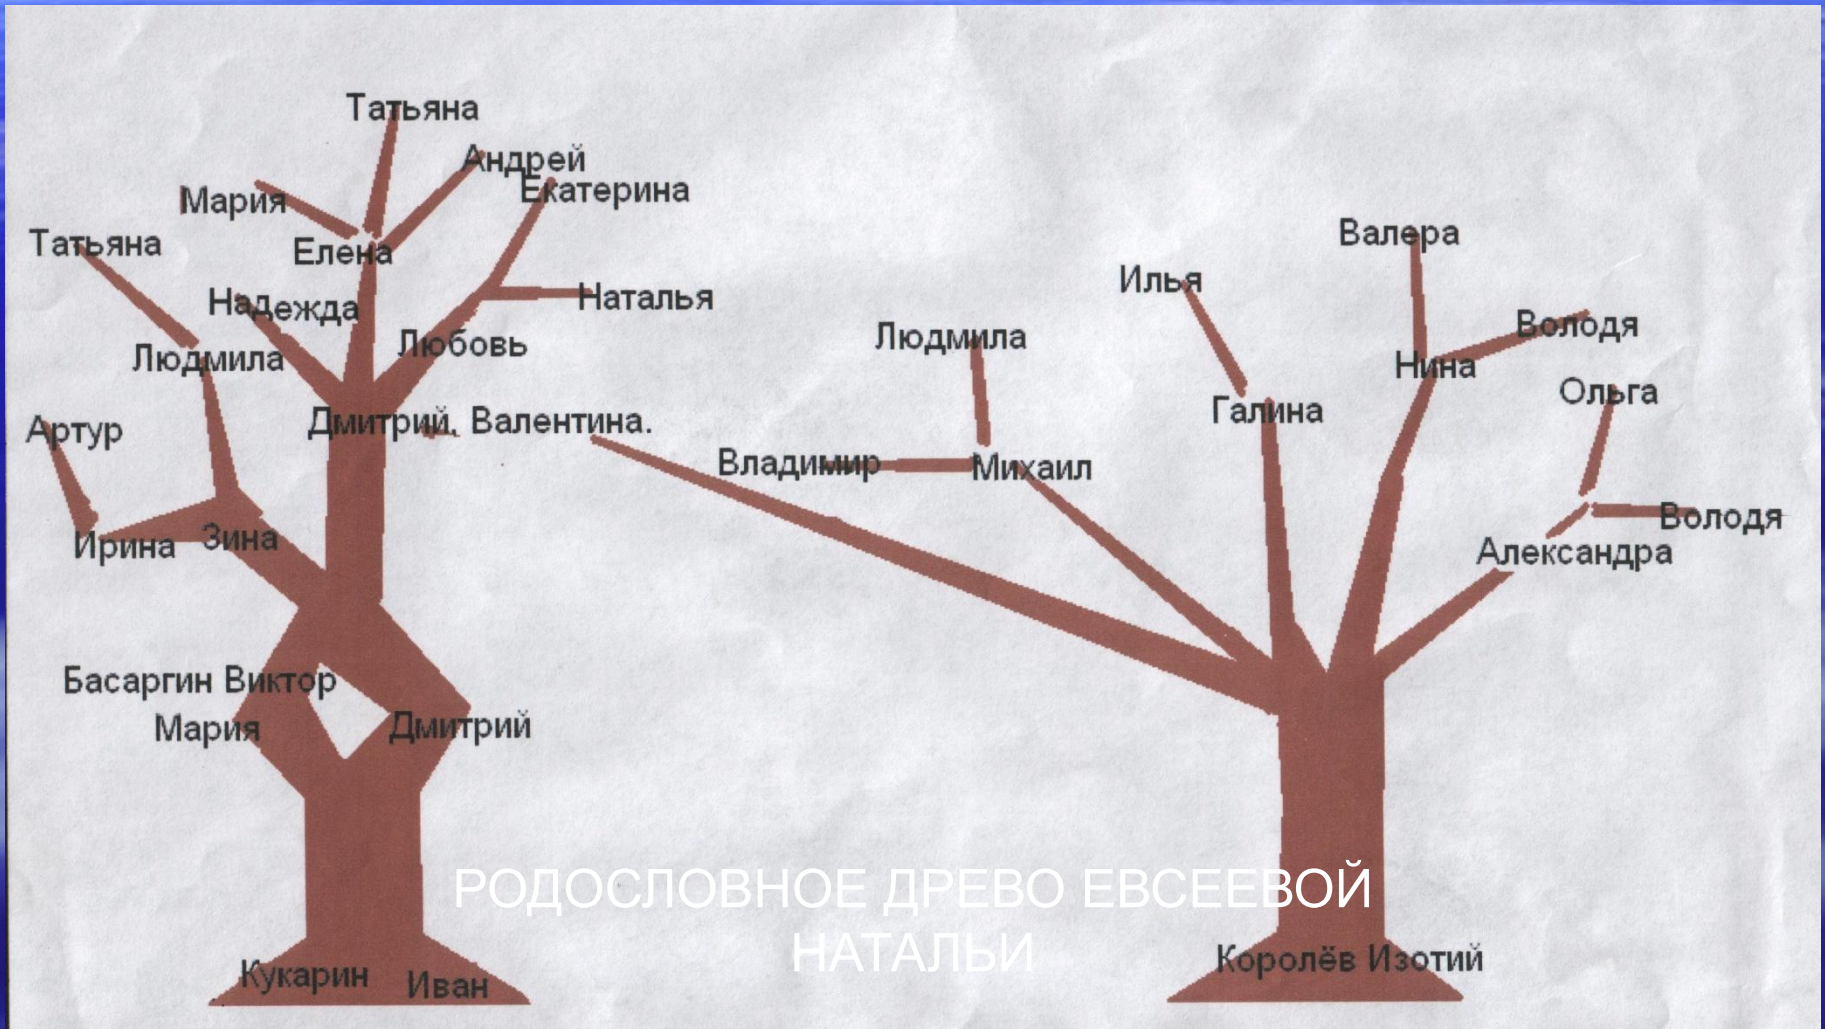 Татьяна
Андрей
Екатерина
Мария
Татьяна
Елена
Надежда
Наталья
Любовь
Людмила
Артур
Дмитрий, Валентина.
Ирина
Зина
Басаргин Виктор
Мария
Дмитрий
Кукарин
Иван
Людмила
Владимир
Михаил
Илья
Валера
Володя
Нина
Галина
Ольга
Володя
Александра
Королёв Изотий
РОДОСЛОВНОЕ ДРЕВО ЕВСЕЕВОЙ
НАТАЛЬИ